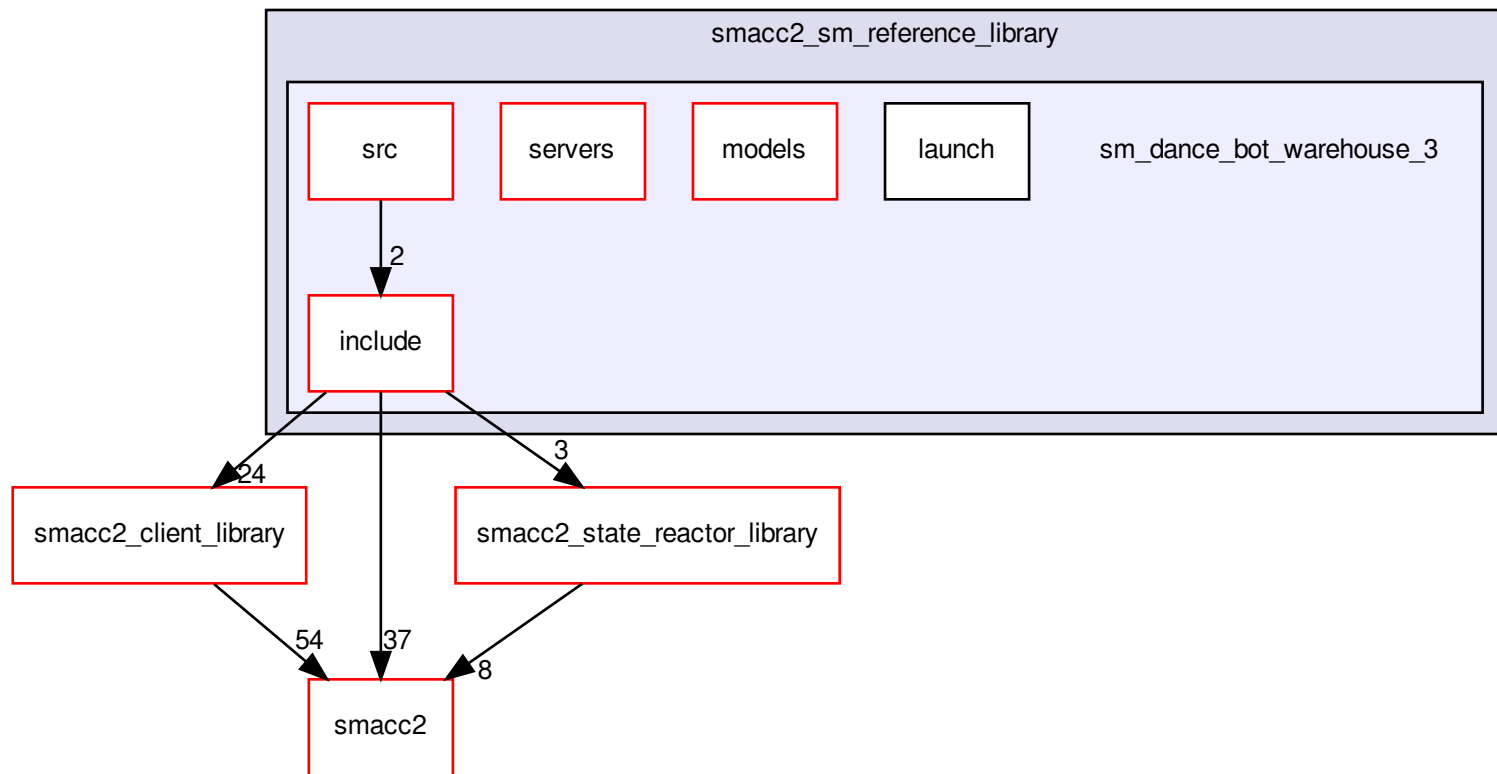 smacc2_sm_reference_library
src
servers
models
launch
sm_dance_bot_warehouse_3
2
include
24
3
smacc2_client_library
smacc2_state_reactor_library
54
37
8
smacc2